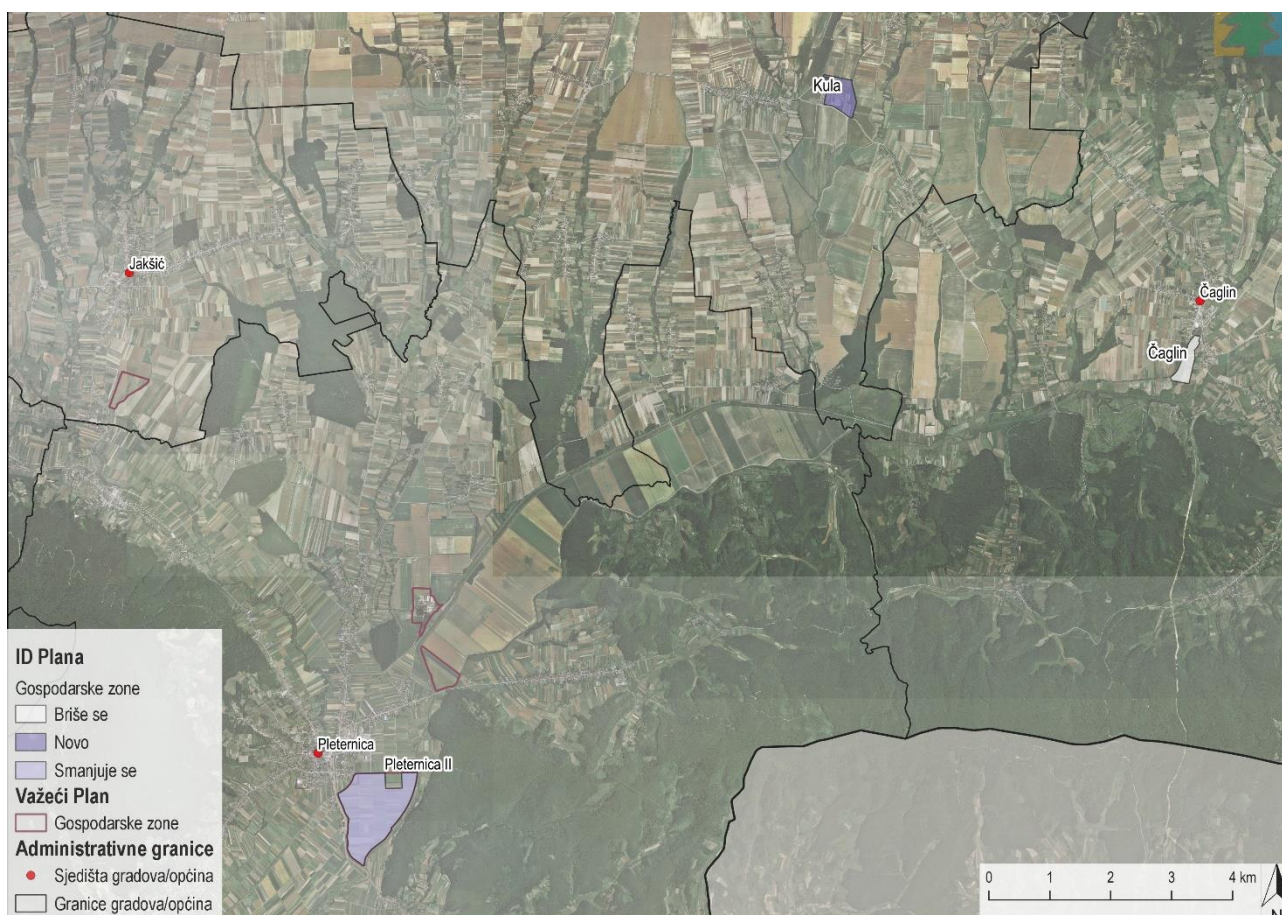 Kula
Jakšić
Čaglin
Čaglin
Pleternica
Pleternica II
ID Plana
Gospodarske zone
Briše se
Novo
Smanjuje se
Važeći Plan
Gospodarske zone
Administrativne granice
Sjedišta gradova/općina
Granice gradova/općina
0 1 2 3 4 km
N